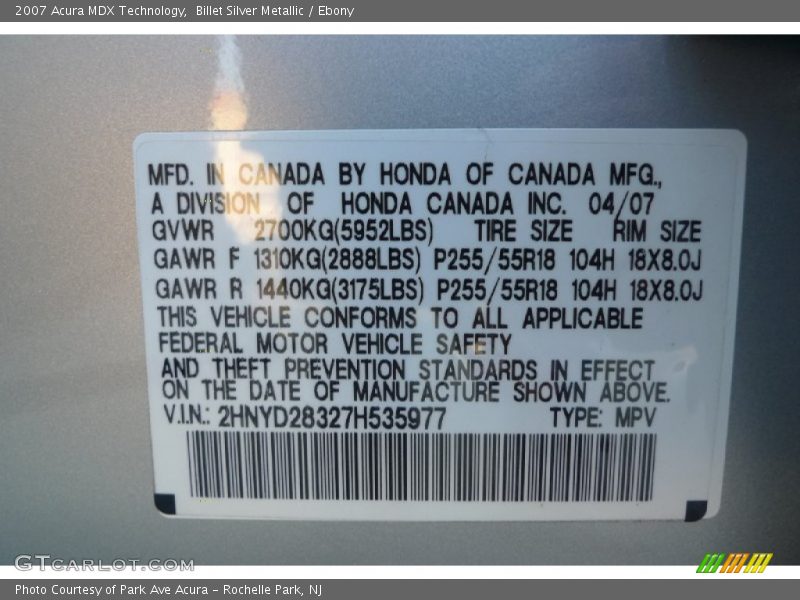 2007 Acura MDX Technology,  Billet Silver Metallic / Ebony
MFD. IN CANADA BY HONDA OF CANADA MFG.,
A DIVISION OF HONDA CANADA INC. 04/07
GVWR 2700KG(5952LBS) TIRE SIZE RIM SIZE
GAWR F 1310KG(2888LBS) P255/55R18 104H 18X8.0J
GAWR R 1440KG(3175LBS) P255/55R18 104H 18X8.0J
THIS VEHICLE CONFORMS TO ALL APPLICABLE
FEDERAL MOTOR VEHICLE SAFETY
AND THEFT PREVENTION STANDARDS IN EFFECT
ON THE DATE OF MANUFACTURE SHOWN ABOVE.
V.I.N.: 2HNYD28327H535977 TYPE: MPV
GTCARLOT.COM
Photo Courtesy of Park Ave Acura - Rochelle Park, NJ